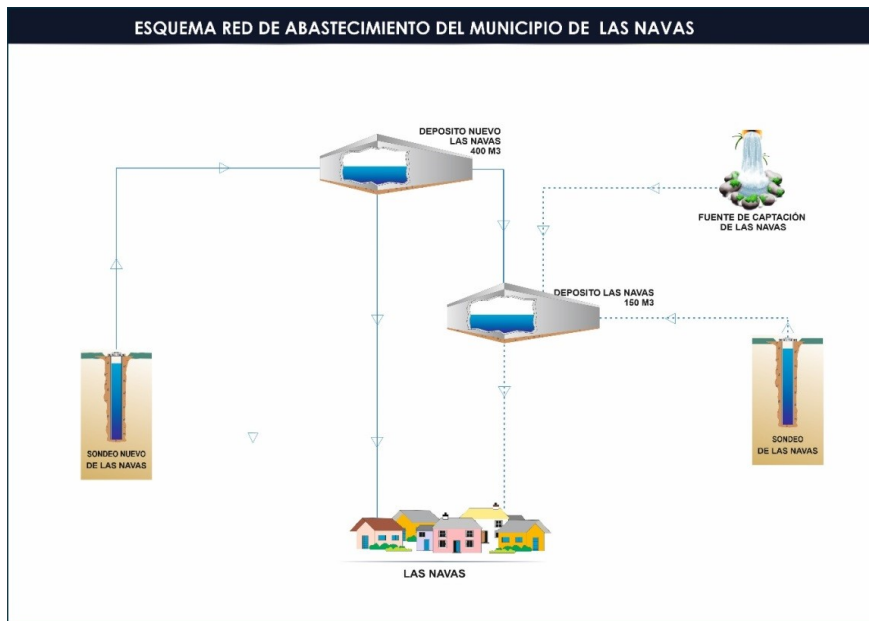 ESQUEMA RED DE ABASTECIMIENTO DEL MUNICIPIO DE LAS NAVAS
DEPOSITO NUEVO
LAS NAVAS
400 M3
FUENTE DE CAPTACIÓN
DE LAS NAVAS
DEPOSITO LAS NAVAS
150 M3
SONDEO NUEVO
DE LAS NAVAS
SONDEO
DE LAS NAVAS
LAS NAVAS